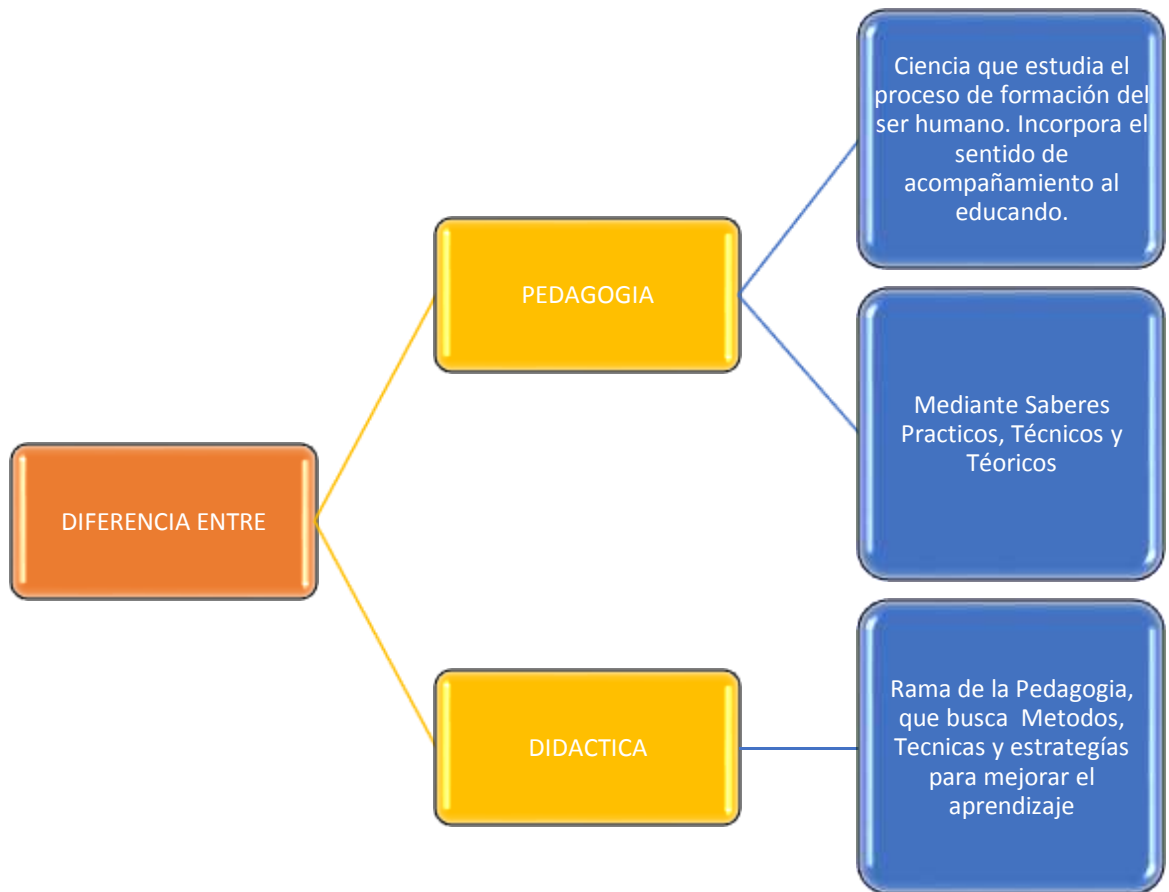 Ciencia que estudia el
proceso de formación del
ser humano. Incorpora el
sentido de
acompañamiento al
educando.
PEDAGOGIA
Mediante Saberes
Practicos, Técnicos y
Téoricos
DIFERENCIA ENTRE
Rama de la Pedagogia,
que busca  Metodos,
Tecnicas y estrategías
para mejorar el
aprendizaje
DIDACTICA